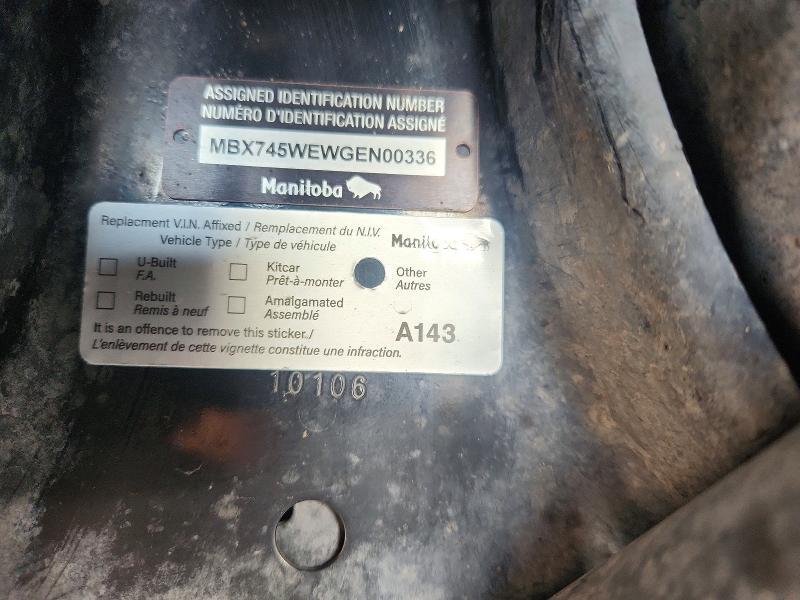 ASSIGNED IDENTIFICATION NUMBER
NUMÉRO D'IDENTIFICATION ASSIGNÉ
MBX745WEWGEN00336
Manitoba
Replacment V.I.N. Affixed / Remplacement du N.I.V.
Vehicle Type / Type de véhicule
Manitoba
U-Built
F.A.
Kitcar
Prêt-à-monter
Other
Autres
Rebuilt
Remis à neuf
Amalgamated
Assemblé
It is an offence to remove this sticker./
L'enlèvement de cette vignette constitue une infraction.
A143
10106